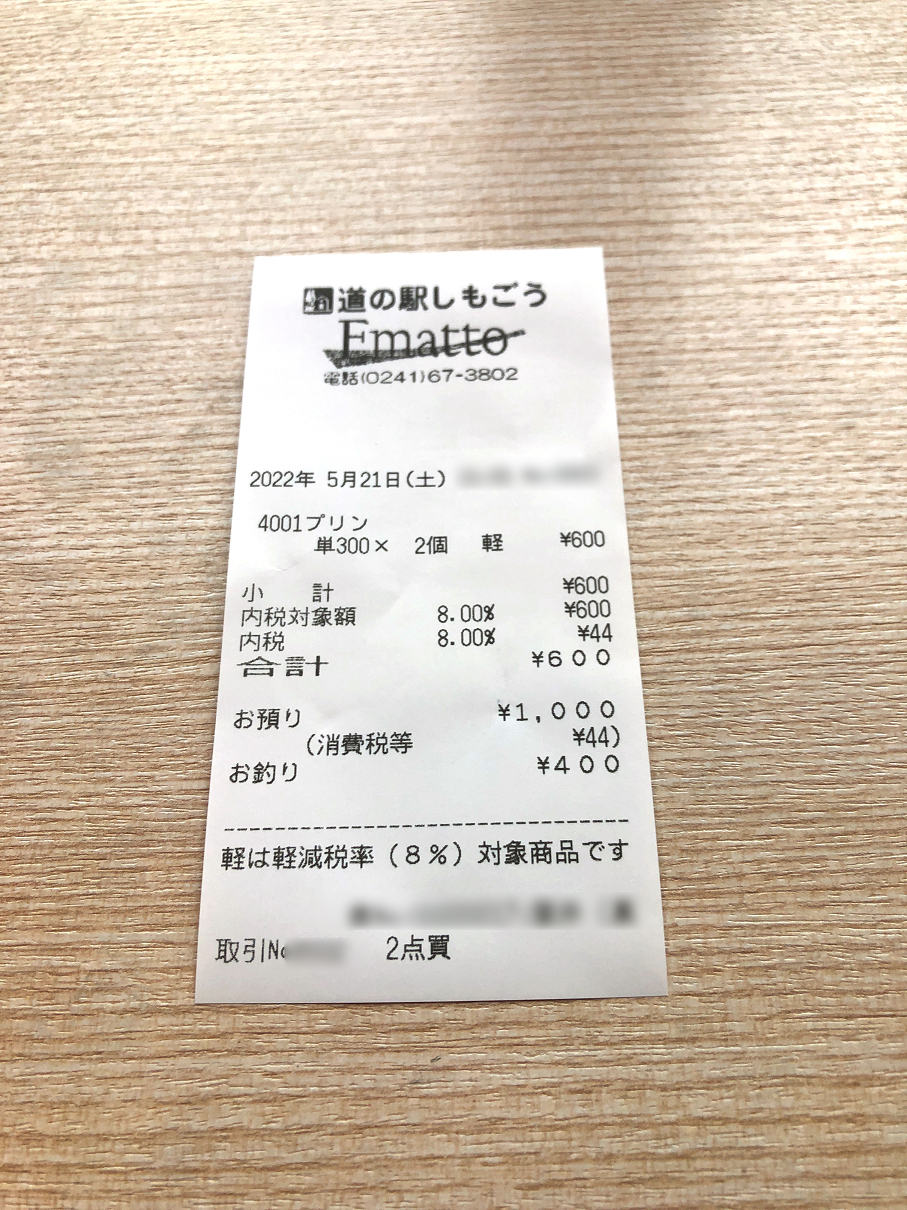 道の駅しもごう
Ematto
電話(0241)67-3802
2022年 5月21日(土)
4001プリン
単300× 2個 軽 ¥600
小 計 ¥600
内税対象額 8.00% ¥600
内税 8.00% ¥44
合計 ¥600
お預り ¥1,000
(消費税等 ¥44)
お釣り ¥400
軽は軽減税率(8%)対象商品です
取引No 2点買